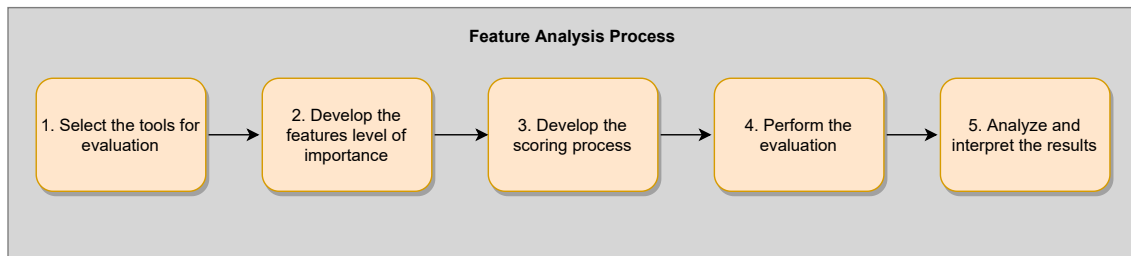 Feature Analysis Process
1. Select the tools for
evaluation
2. Develop the
features level of
importance
3. Develop the
scoring process
4. Perform the
evaluation
5. Analyze and
interpret the results